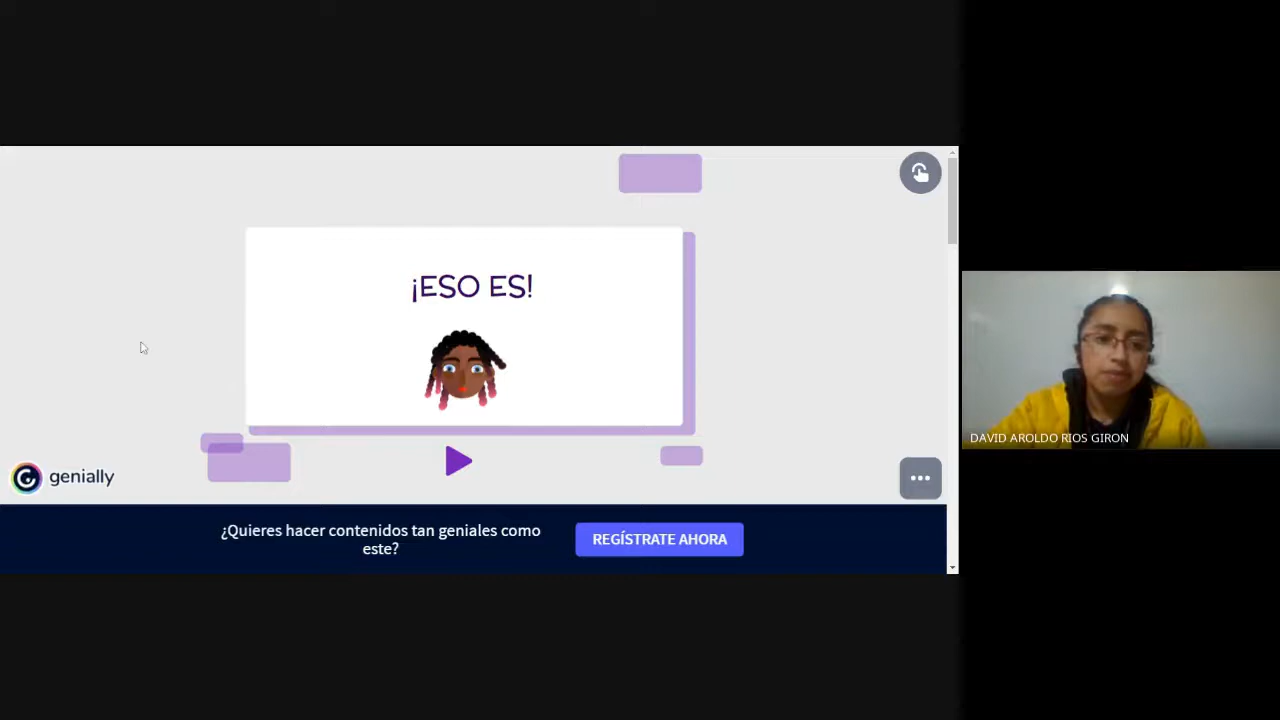 ¡ESO ES!
genially
¿Quieres hacer contenidos tan geniales como
este?
REGÍSTRATE AHORA
DAVID AROLDO RIOS GIRON